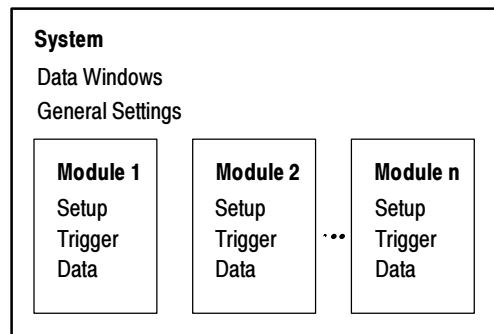 System
Data Windows
General Settings
Module 1
Setup
Trigger
Data
Module 2
Setup
Trigger
Data
...
Module n
Setup
Trigger
Data